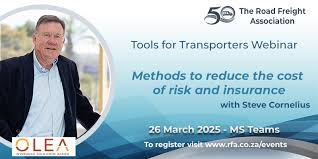 50
The Road Freight
Association
Tools for Transporters Webinar
Methods to reduce the cost
of risk and insurance
with Steve Cornelius
26 March 2025 - MS Teams
To register visit www.rfa.co.za/events
OLEA